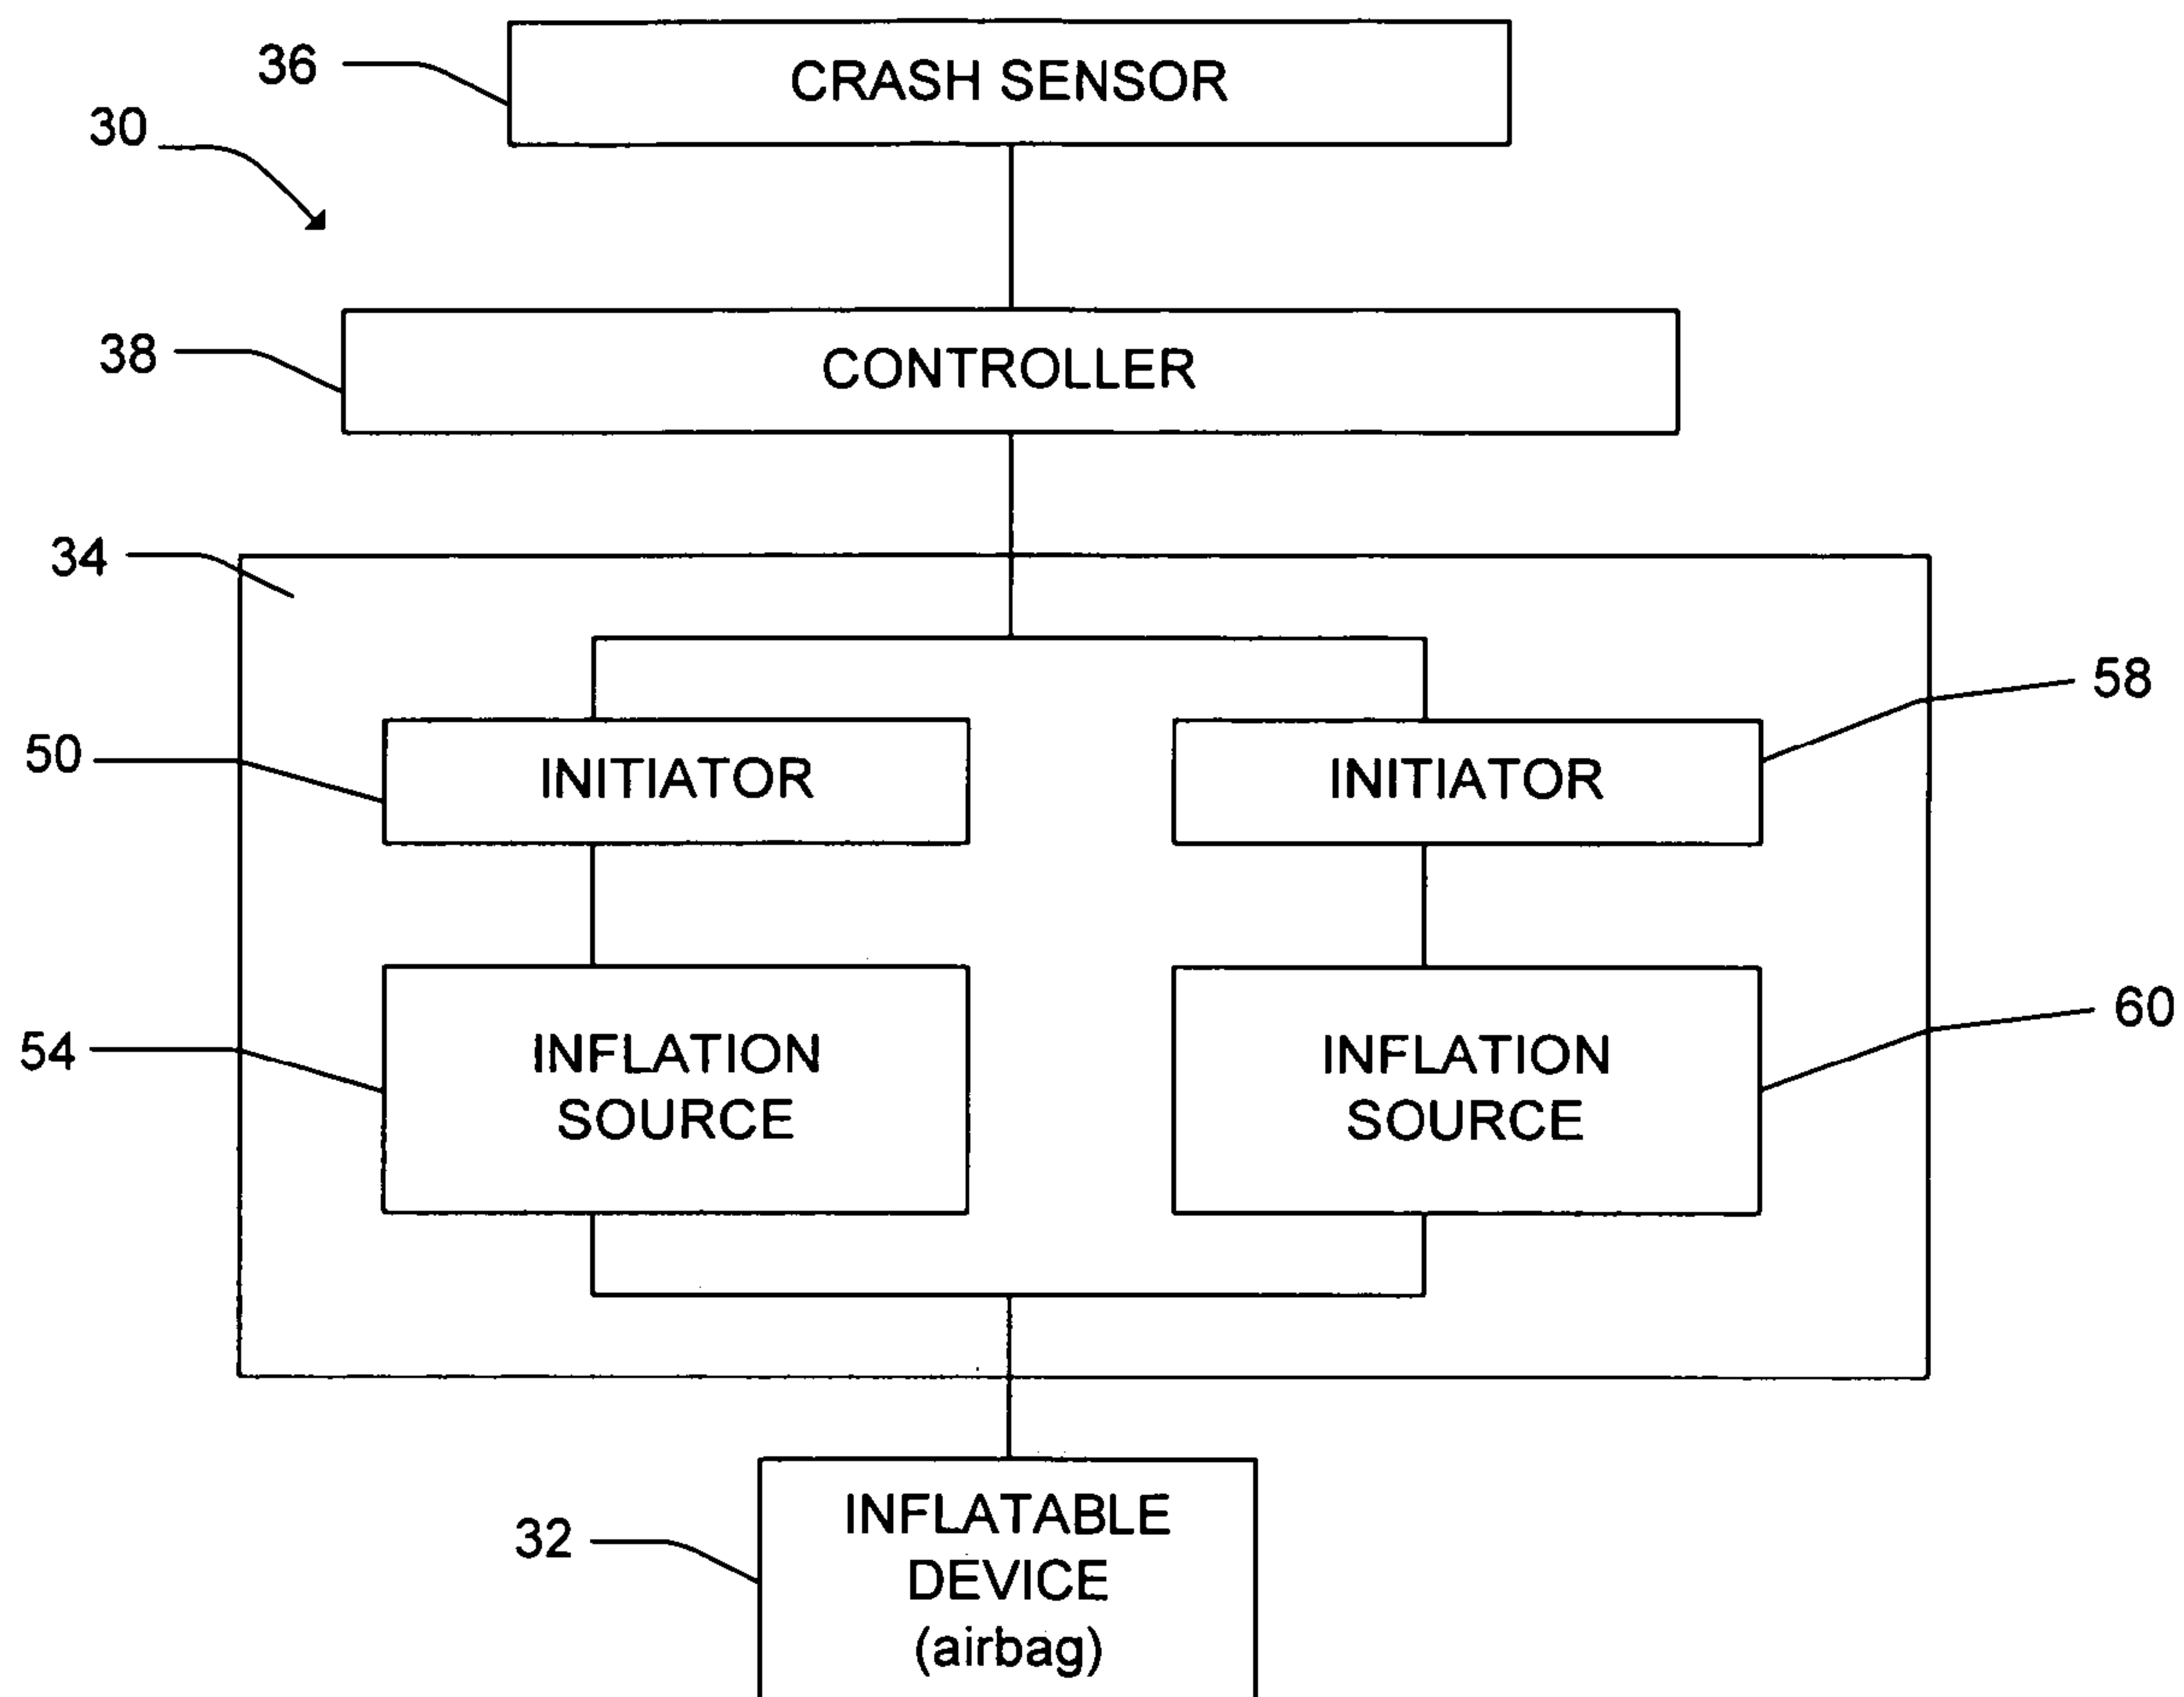 36
CRASH SENSOR
30
38
CONTROLLER
34
58
50
INITIATOR
INITIATOR
60
54
INFLATION
SOURCE
INFLATION
SOURCE
32
INFLATABLE
DEVICE
(airbag)